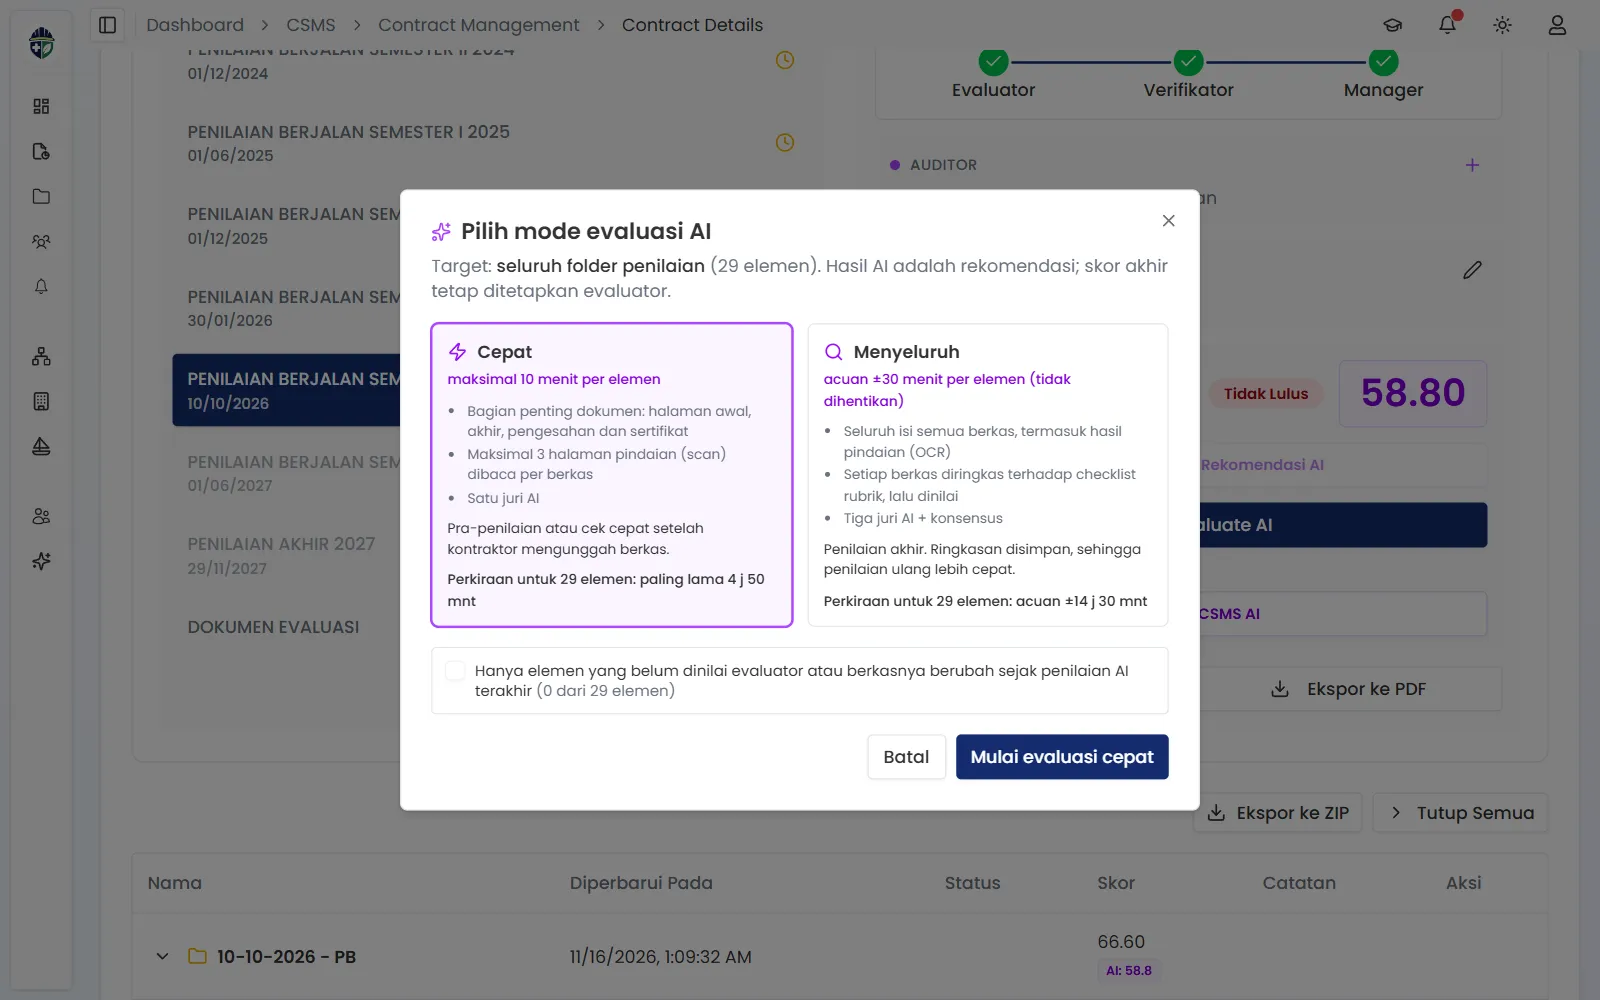 Dashboard > CSMS > Contract Management > Contract Details
PENILAIAN BERJALAN SEMESTER II 2024
01/12/2024
PENILAIAN BERJALAN SEMESTER I 2025
01/06/2025
PENILAIAN BERJALAN SEM
01/12/2025
PENILAIAN BERJALAN SEM
30/01/2026
PENILAIAN BERJALAN SEM
10/10/2026
PENILAIAN BERJALAN SEM
01/06/2027
PENILAIAN AKHIR 2027
29/11/2027
DOKUMEN EVALUASI
Evaluator
Verifikator
Manager
AUDITOR
an
Tidak Lulus
58.80
Rekomendasi AI
aluate AI
CSMS AI
Ekspor ke PDF
Pilih mode evaluasi AI
Target: seluruh folder penilaian (29 elemen). Hasil AI adalah rekomendasi; skor akhir
tetap ditetapkan evaluator.
Cepat
maksimal 10 menit per elemen
• Bagian penting dokumen: halaman awal,
akhir, pengesahan dan sertifikat
• Maksimal 3 halaman pindaian (scan)
dibaca per berkas
• Satu juri AI
Pra-penilaian atau cek cepat setelah
kontraktor mengunggah berkas.
Perkiraan untuk 29 elemen: paling lama 4 j 50
mnt
Menyeluruh
acuan ±30 menit per elemen (tidak
dihentikan)
• Seluruh isi semua berkas, termasuk hasil
pindaian (OCR)
• Setiap berkas diringkas terhadap checklist
rubrik, lalu dinilai
• Tiga juri AI + konsensus
Penilaian akhir. Ringkasan disimpan, sehingga
penilaian ulang lebih cepat.
Perkiraan untuk 29 elemen: acuan ±14 j 30 mnt
Hanya elemen yang belum dinilai evaluator atau berkasnya berubah sejak penilaian AI
terakhir (0 dari 29 elemen)
Batal
Mulai evaluasi cepat
Ekspor ke ZIP
Tutup Semua
Nama
Diperbarui Pada
Status
Skor
Catatan
Aksi
10-10-2026 - PB
11/16/2026, 1:09:32 AM
66.60
AI: 58.8